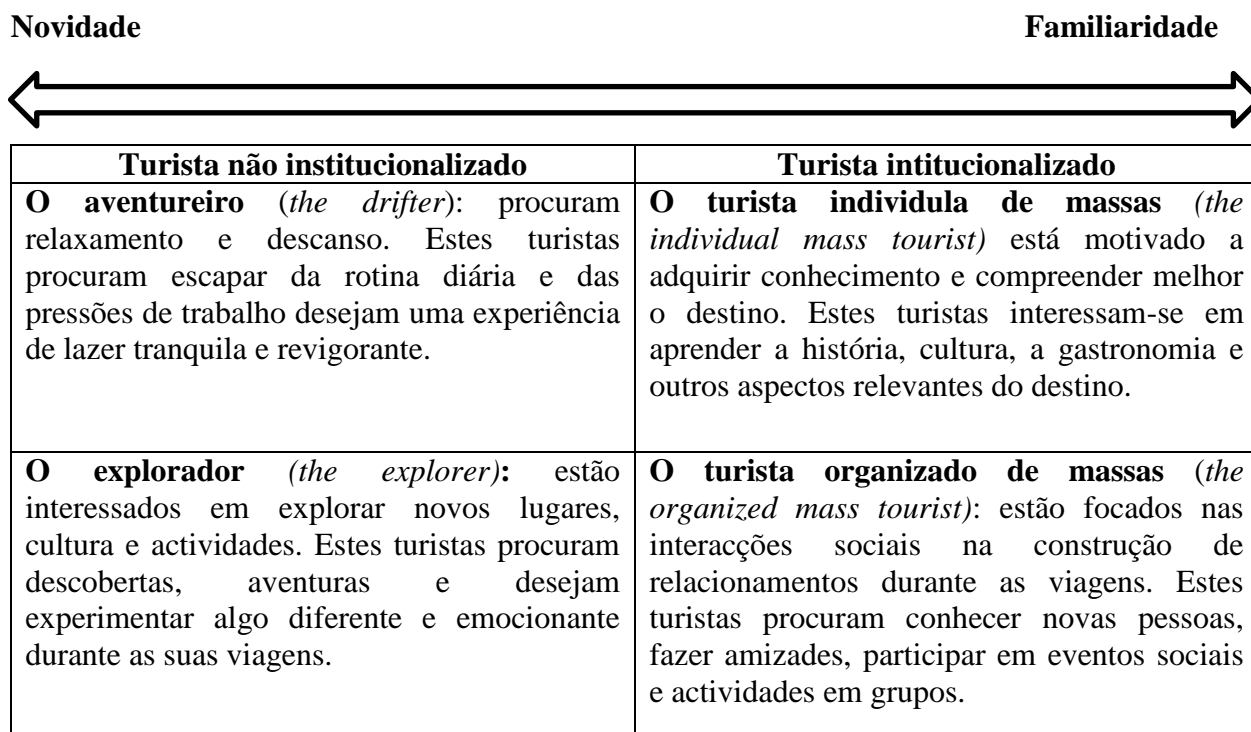 Novidade Familiaridade
Turista não institucionalizado
Turista intitucionalizado
O aventureiro (the drifter): procuram
relaxamento e descanso. Estes turistas
procuram escapar da rotina diária e das
pressões de trabalho desejam uma experiência
de lazer tranquila e revigorante.
O turista individula de massas (the
individual mass tourist) está motivado a
adquirir conhecimento e compreender melhor
o destino. Estes turistas interessam-se em
aprender a história, cultura, a gastronomia e
outros aspectos relevantes do destino.
O explorador (the explorer): estão
interessados em explorar novos lugares,
cultura e actividades. Estes turistas procuram
descobertas, aventuras e desejam
experimentar algo diferente e emocionante
durante as suas viagens.
O turista organizado de massas (the
organized mass tourist): estão focados nas
interacções sociais na construção de
relacionamentos durante as viagens. Estes
turistas procuram conhecer novas pessoas,
fazer amizades, participar em eventos sociais
e actividades em grupos.